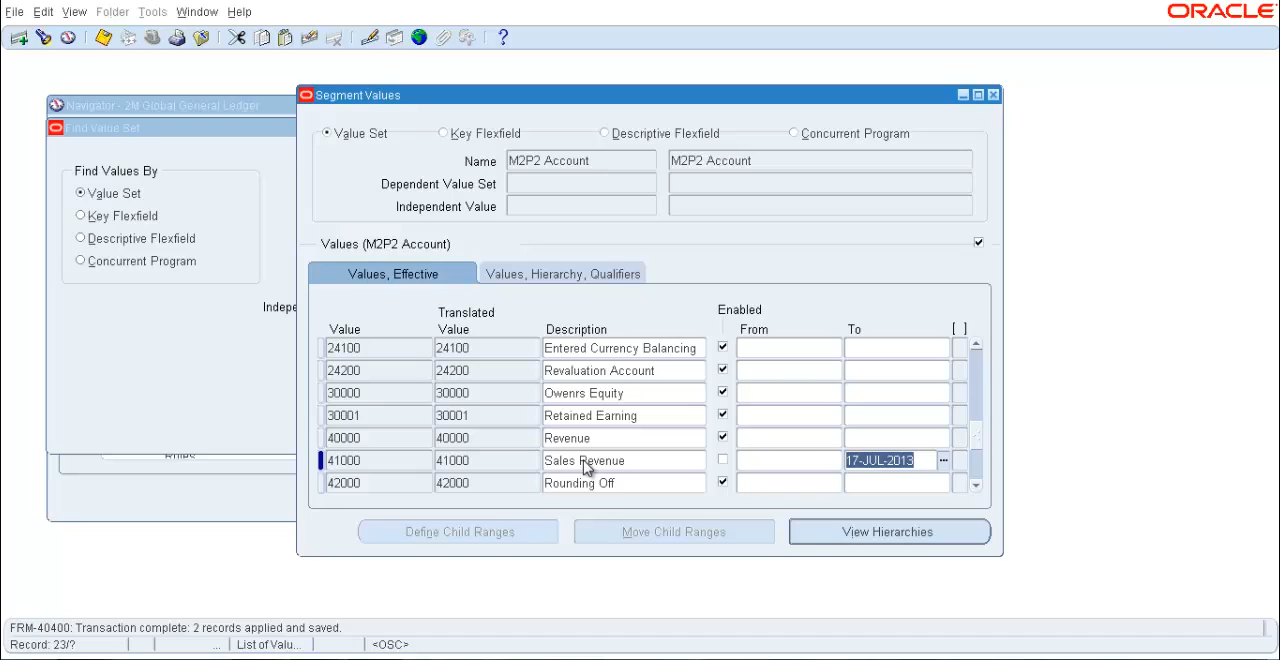 File Edit View Folder Tools Window Help
ORACLE
?
Navigator - 2M Global General Ledger
Find Value Set
Find Values By
Value Set
Key Flexfield
Descriptive Flexfield
Concurrent Program
Indepe
Segment Values
Value Set Key Flexfield Descriptive Flexfield Concurrent Program
Name M2P2 Account M2P2 Account
Dependent Value Set
Independent Value
Values (M2P2 Account)
Values, Effective Values, Hierarchy, Qualifiers
Translated Enabled
Value Value Description From To [ ]
24100 24100 Entered Currency Balancing
24200 24200 Revaluation Account
30000 30000 Owenrs Equity
30001 30001 Retained Earning
40000 40000 Revenue
41000 41000 Sales Revenue 17-JUL-2013 ...
42000 42000 Rounding Off
Define Child Ranges Move Child Ranges View Hierarchies
FRM-40400: Transaction complete: 2 records applied and saved.
Record: 23/? ... List of Valu... <OSC>